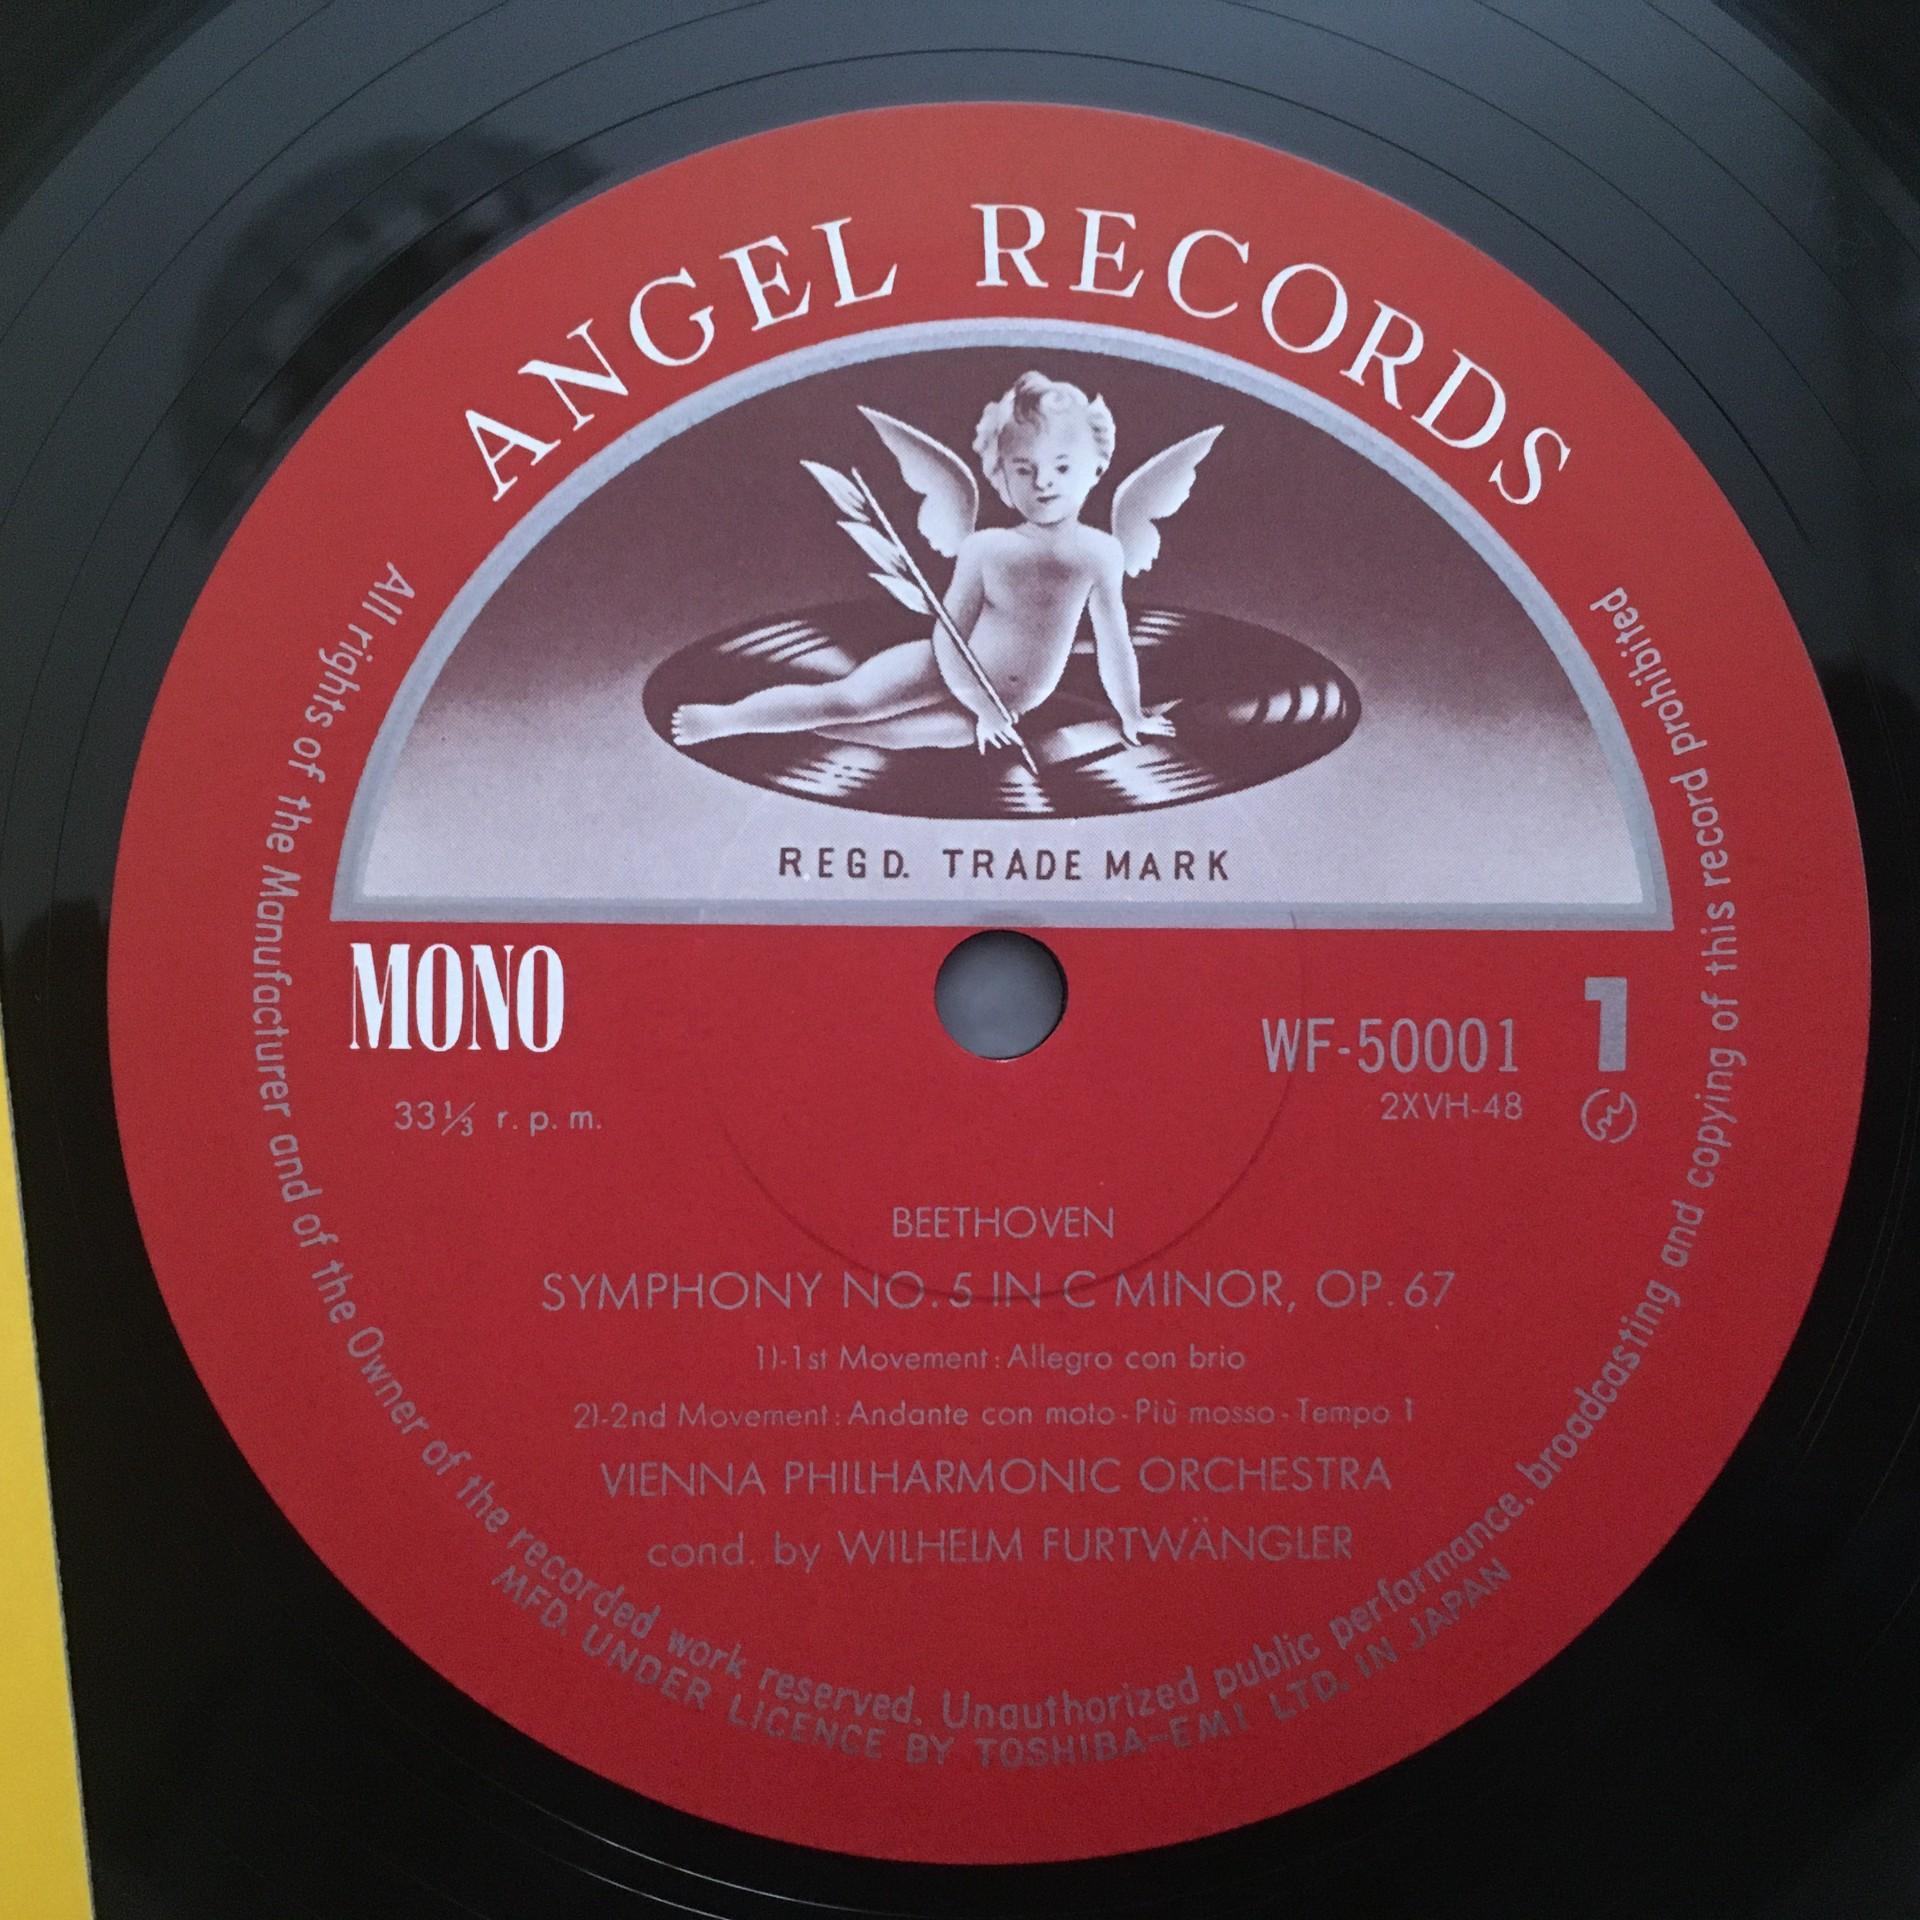 ANGEL RECORDS
REGD. TRADE MARK
MONO
33⅓ r.p.m.
WF-50001
1
2XVH-48
BEETHOVEN
SYMPHONY NO. 5 IN C MINOR, OP. 67
1)-1st Movement: Allegro con brio
2)-2nd Movement: Andante con moto - Più mosso - Tempo 1
VIENNA PHILHARMONIC ORCHESTRA
cond. by WILHELM FURTWÄNGLER
All rights of the Manufacturer and of the Owner of the recorded work reserved. Unauthorized public performance, broadcasting and copying of this record prohibited
MFD. UNDER LICENCE BY TOSHIBA-EMI LTD. IN JAPAN